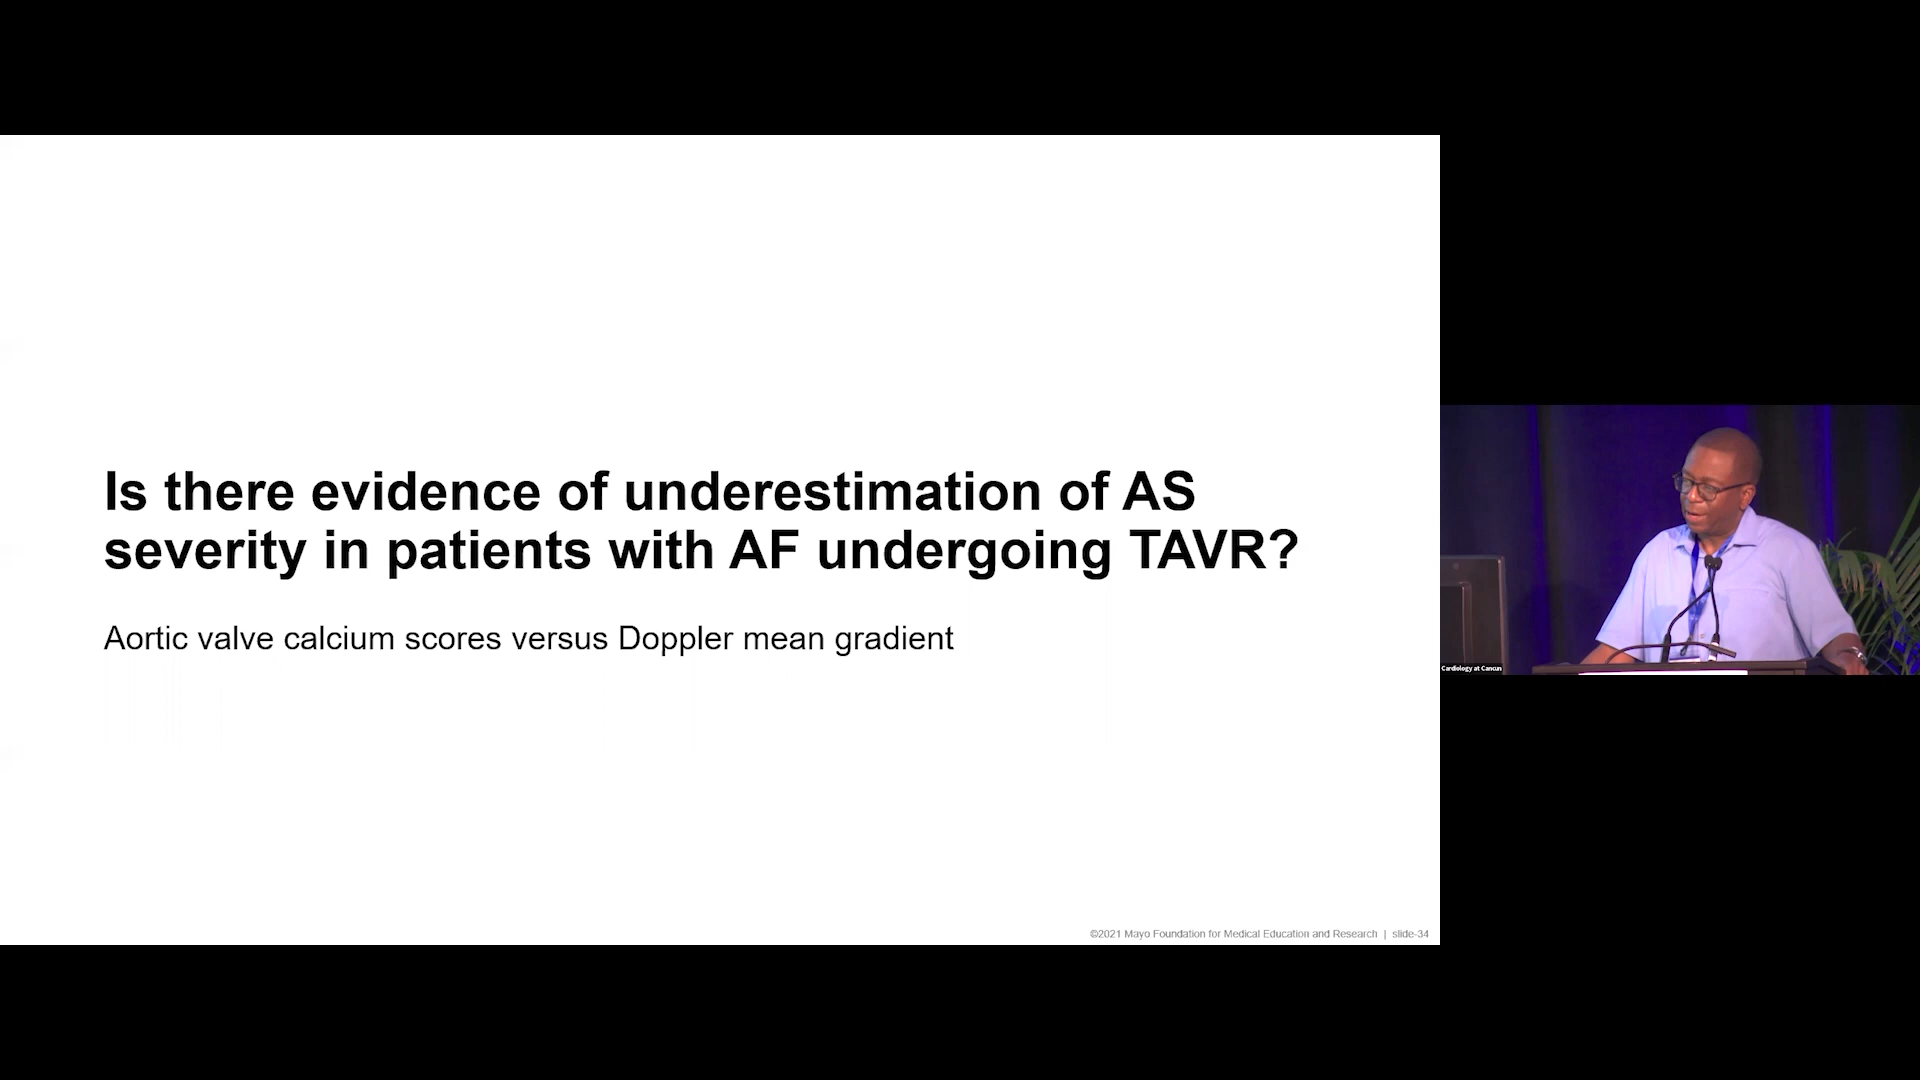 Is there evidence of underestimation of AS
severity in patients with AF undergoing TAVR?
Aortic valve calcium scores versus Doppler mean gradient
©2021 Mayo Foundation for Medical Education and Research | slide-34
Cardiology at Cancun